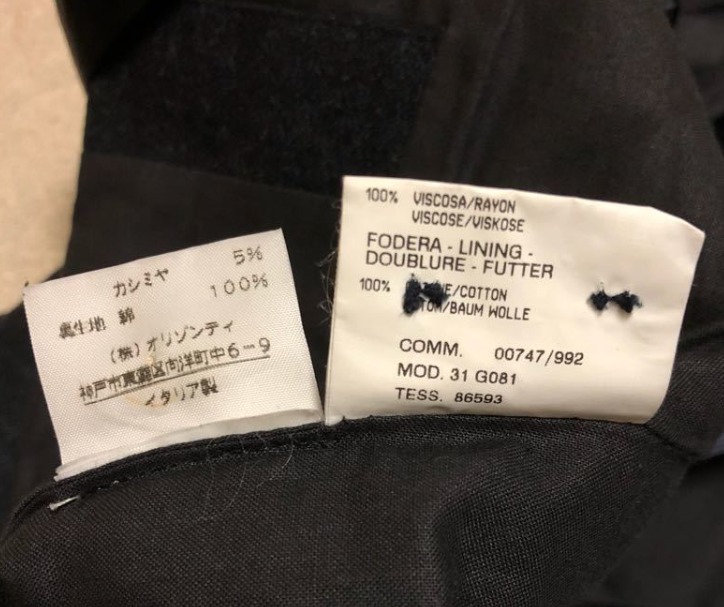 カシミヤ 5%
裏生地 綿 100%
(株)オリゾンティ
神戸市東灘区向洋町中6-9
イタリア製
100% VISCOSA/RAYON
VISCOSE/VISKOSE
FODERA - LINING -
DOUBLURE - FUTTER
100% /COTTON
/BAUM WOLLE
COMM. 00747/992
MOD. 31 G081
TESS. 86593